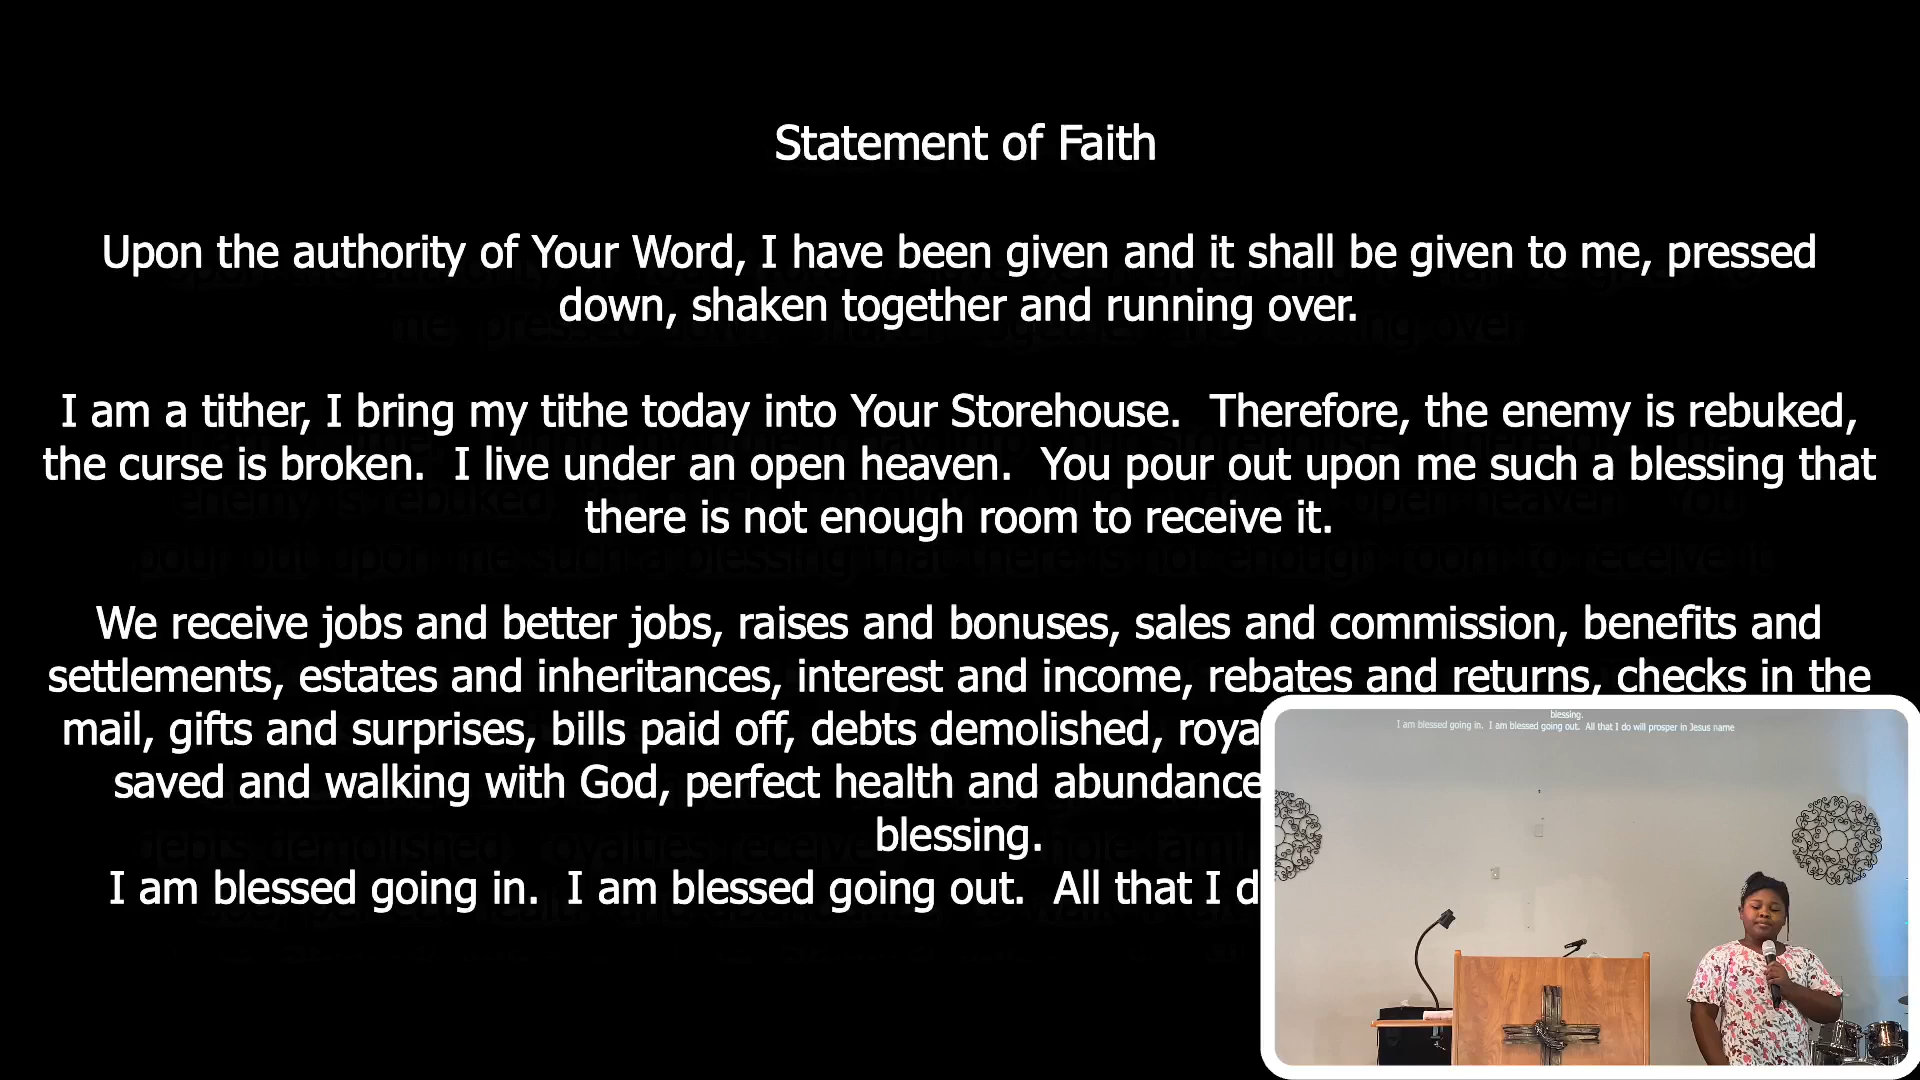 Statement of Faith
Upon the authority of Your Word, I have been given and it shall be given to me, pressed
down, shaken together and running over.
I am a tither, I bring my tithe today into Your Storehouse.  Therefore, the enemy is rebuked,
the curse is broken.  I live under an open heaven.  You pour out upon me such a blessing that
there is not enough room to receive it.
We receive jobs and better jobs, raises and bonuses, sales and commission, benefits and
settlements, estates and inheritances, interest and income, rebates and returns, checks in the
mail, gifts and surprises, bills paid off, debts demolished,
saved and walking with God, perfect health and abundance
blessing.
I am blessed going in.  I am blessed going out.  All that I
blessing.
I am blessed going in.  I am blessed going out.  All that I do will prosper in Jesus name